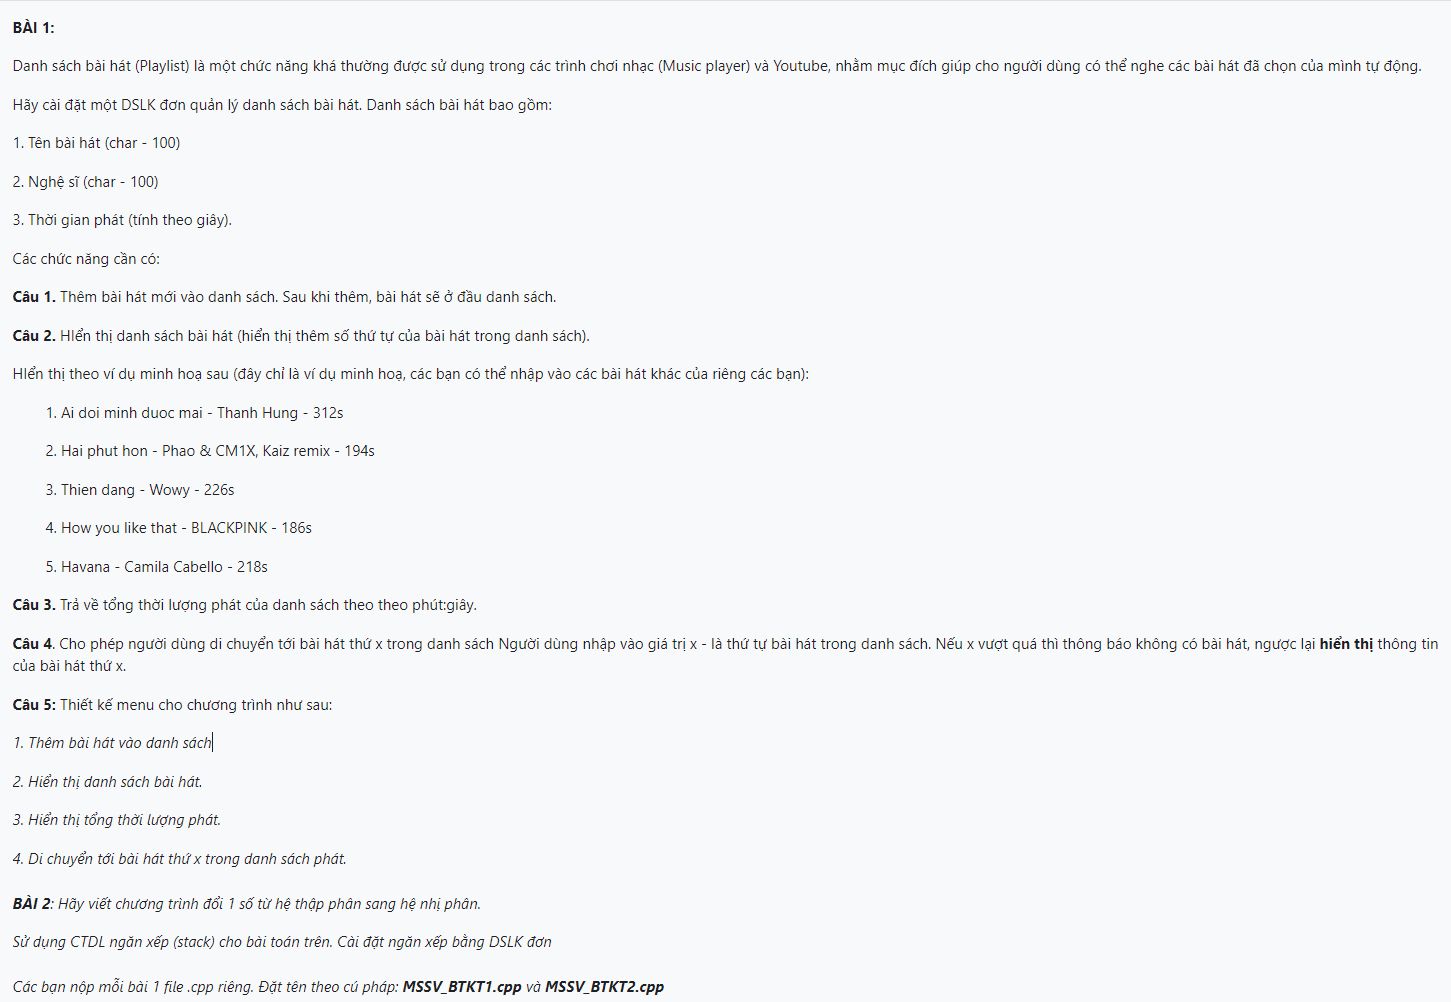 BÀI 1:
Danh sách bài hát (Playlist) là một chức năng khá thường được sử dụng trong các trình chơi nhạc (Music player) và Youtube, nhằm mục đích giúp cho người dùng có thể nghe các bài hát đã chọn của mình tự động.
Hãy cài đặt một DSLK đơn quản lý danh sách bài hát. Danh sách bài hát bao gồm:
1. Tên bài hát (char - 100)
2. Nghệ sĩ (char - 100)
3. Thời gian phát (tính theo giây).
Các chức năng cần có:
Câu 1. Thêm bài hát mới vào danh sách. Sau khi thêm, bài hát sẽ ở đầu danh sách.
Câu 2. HIển thị danh sách bài hát (hiển thị thêm số thứ tự của bài hát trong danh sách).
HIển thị theo ví dụ minh hoạ sau (đây chỉ là ví dụ minh hoạ, các bạn có thể nhập vào các bài hát khác của riêng các bạn):
1. Ai doi minh duoc mai - Thanh Hung - 312s
2. Hai phut hon - Phao & CM1X, Kaiz remix - 194s
3. Thien dang - Wowy - 226s
4. How you like that - BLACKPINK - 186s
5. Havana - Camila Cabello - 218s
Câu 3. Trả về tổng thời lượng phát của danh sách theo theo phút:giây.
Câu 4. Cho phép người dùng di chuyển tới bài hát thứ x trong danh sách Người dùng nhập vào giá trị x - là thứ tự bài hát trong danh sách. Nếu x vượt quá thì thông báo không có bài hát, ngược lại hiển thị thông tin
của bài hát thứ x.
Câu 5: Thiết kế menu cho chương trình như sau:
1. Thêm bài hát vào danh sách
2. Hiển thị danh sách bài hát.
3. Hiển thị tổng thời lượng phát.
4. Di chuyển tới bài hát thứ x trong danh sách phát.
BÀI 2: Hãy viết chương trình đổi 1 số từ hệ thập phân sang hệ nhị phân.
Sử dụng CTDL ngăn xếp (stack) cho bài toán trên. Cài đặt ngăn xếp bằng DSLK đơn
Các bạn nộp mỗi bài 1 file .cpp riêng. Đặt tên theo cú pháp: MSSV_BTKT1.cpp và MSSV_BTKT2.cpp